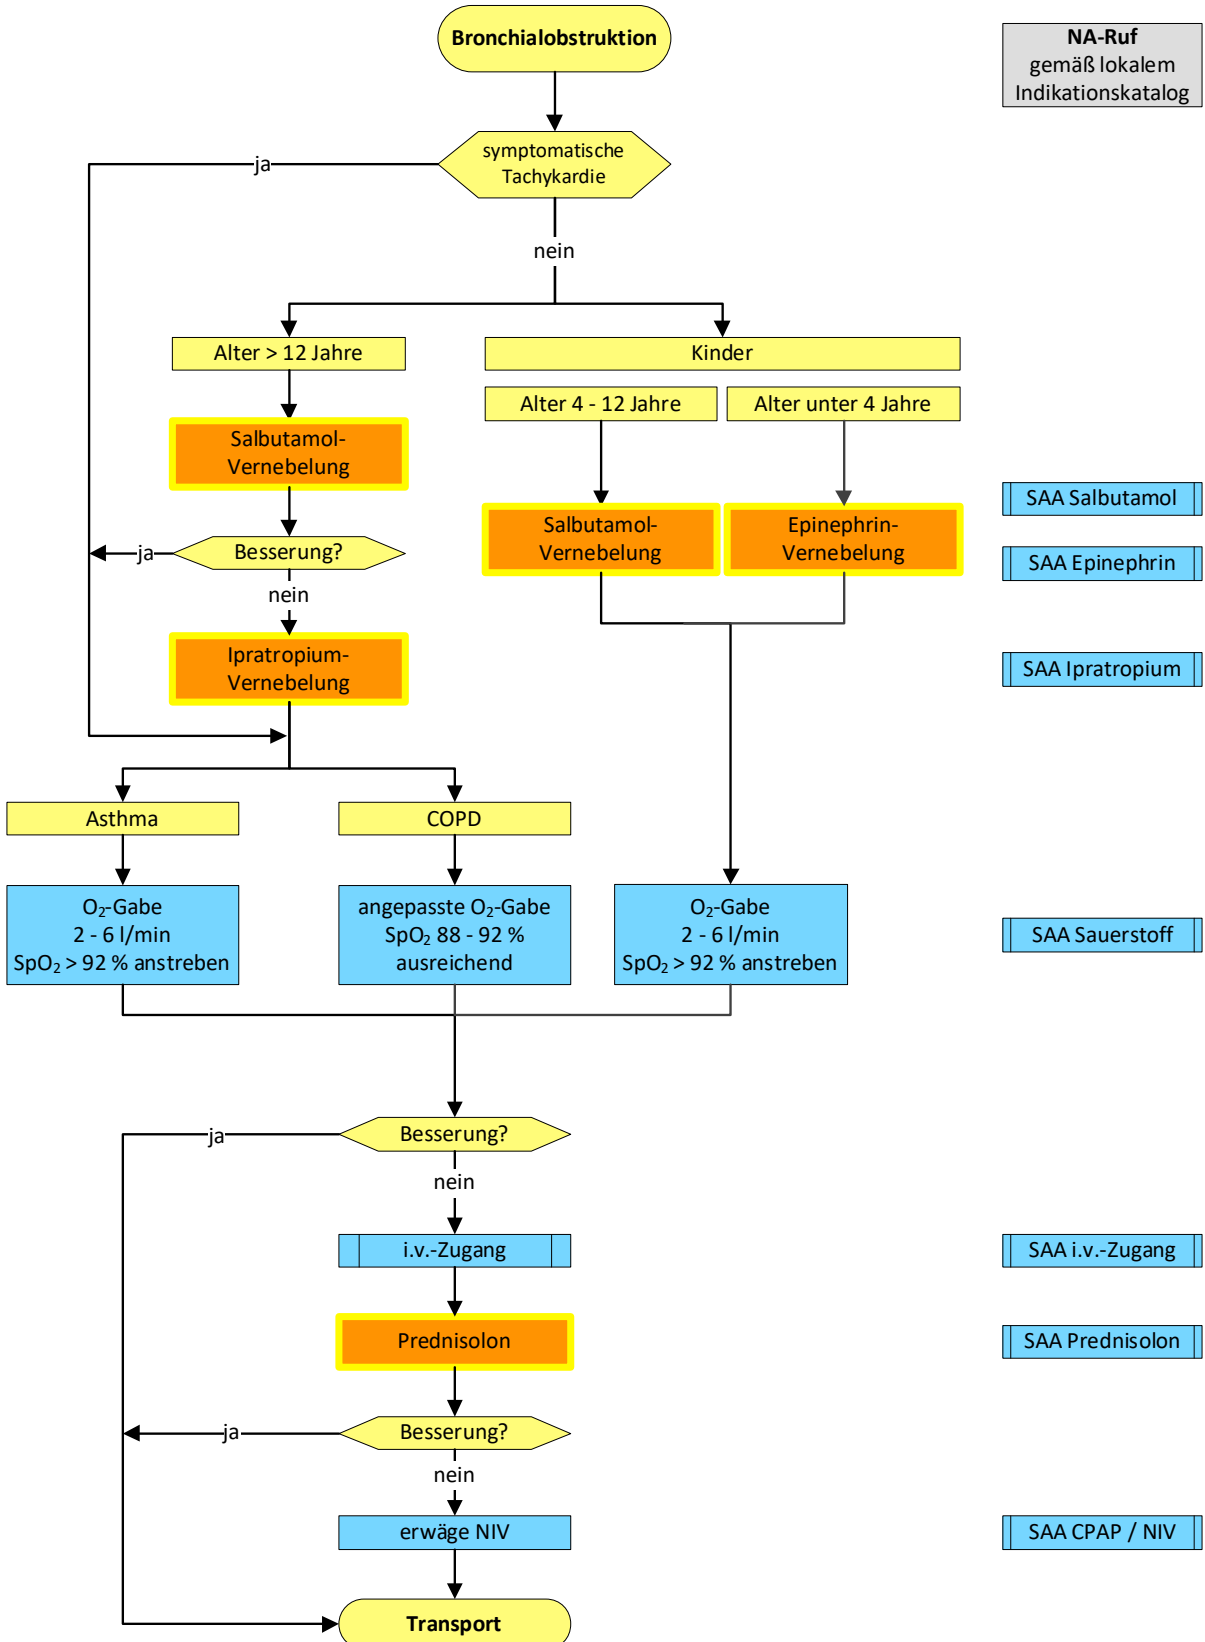 Bronchialobstruktion
NA-Ruf
gemäß lokalem
Indikationskatalog
symptomatische
Tachykardie
ja
nein
Alter > 12 Jahre
Kinder
Alter 4 - 12 Jahre
Alter unter 4 Jahre
Salbutamol-
Vernebelung
Salbutamol-
Vernebelung
Epinephrin-
Vernebelung
SAA Salbutamol
Besserung?
ja
SAA Epinephrin
nein
Ipratropium-
Vernebelung
SAA Ipratropium
Asthma
COPD
O₂-Gabe
2 - 6 l/min
SpO₂ > 92 % anstreben
angepasste O₂-Gabe
SpO₂ 88 - 92 %
ausreichend
O₂-Gabe
2 - 6 l/min
SpO₂ > 92 % anstreben
SAA Sauerstoff
Besserung?
ja
nein
i.v.-Zugang
SAA i.v.-Zugang
Prednisolon
SAA Prednisolon
Besserung?
ja
nein
erwäge NIV
SAA CPAP / NIV
Transport